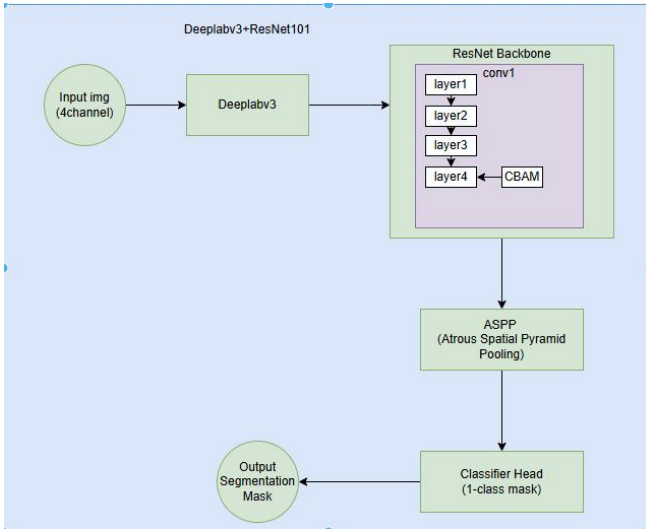 Deeplabv3+ResNet101
Input img
(4channel)
Deeplabv3
ResNet Backbone
conv1
layer1
layer2
layer3
layer4
CBAM
ASPP
(Atrous Spatial Pyramid
Pooling)
Classifier Head
(1-class mask)
Output
Segmentation
Mask